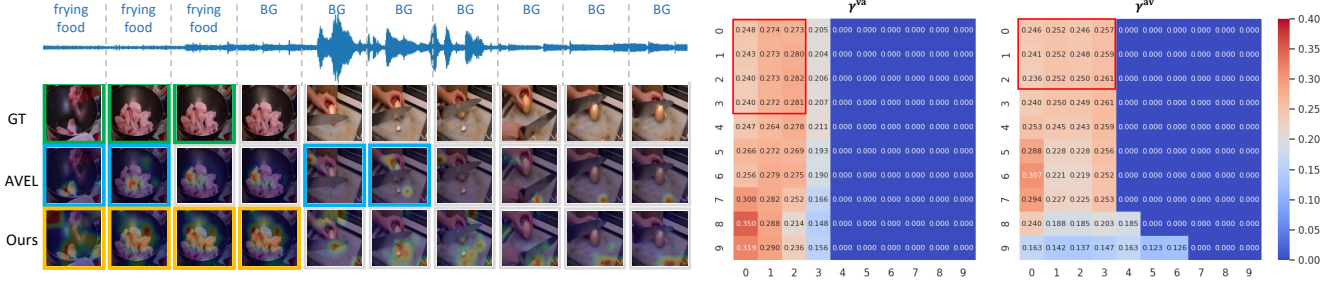 frying food frying food frying food BG BG BG BG BG BG BG
GT
AVEL
Ours
γva
0 0.248 0.274 0.273 0.205 0.000 0.000 0.000 0.000 0.000 0.000
1 0.243 0.273 0.280 0.204 0.000 0.000 0.000 0.000 0.000 0.000
2 0.240 0.273 0.282 0.206 0.000 0.000 0.000 0.000 0.000 0.000
3 0.240 0.272 0.281 0.207 0.000 0.000 0.000 0.000 0.000 0.000
4 0.247 0.264 0.278 0.211 0.000 0.000 0.000 0.000 0.000 0.000
5 0.266 0.272 0.269 0.193 0.000 0.000 0.000 0.000 0.000 0.000
6 0.256 0.279 0.275 0.190 0.000 0.000 0.000 0.000 0.000 0.000
7 0.300 0.282 0.252 0.166 0.000 0.000 0.000 0.000 0.000 0.000
8 0.350 0.288 0.214 0.148 0.000 0.000 0.000 0.000 0.000 0.000
9 0.319 0.290 0.236 0.156 0.000 0.000 0.000 0.000 0.000 0.000
0 1 2 3 4 5 6 7 8 9
γav
0 0.246 0.252 0.246 0.257 0.000 0.000 0.000 0.000 0.000 0.000
1 0.241 0.252 0.248 0.259 0.000 0.000 0.000 0.000 0.000 0.000
2 0.236 0.252 0.250 0.261 0.000 0.000 0.000 0.000 0.000 0.000
3 0.240 0.250 0.249 0.261 0.000 0.000 0.000 0.000 0.000 0.000
4 0.253 0.245 0.243 0.259 0.000 0.000 0.000 0.000 0.000 0.000
5 0.288 0.228 0.228 0.256 0.000 0.000 0.000 0.000 0.000 0.000
6 0.307 0.221 0.219 0.252 0.000 0.000 0.000 0.000 0.000 0.000
7 0.294 0.227 0.225 0.253 0.000 0.000 0.000 0.000 0.000 0.000
8 0.240 0.188 0.185 0.203 0.185 0.000 0.000 0.000 0.000 0.000
9 0.163 0.142 0.137 0.147 0.163 0.123 0.126 0.000 0.000 0.000
0 1 2 3 4 5 6 7 8 9
0.40
0.35
0.30
0.25
0.20
0.15
0.10
0.05
0.00